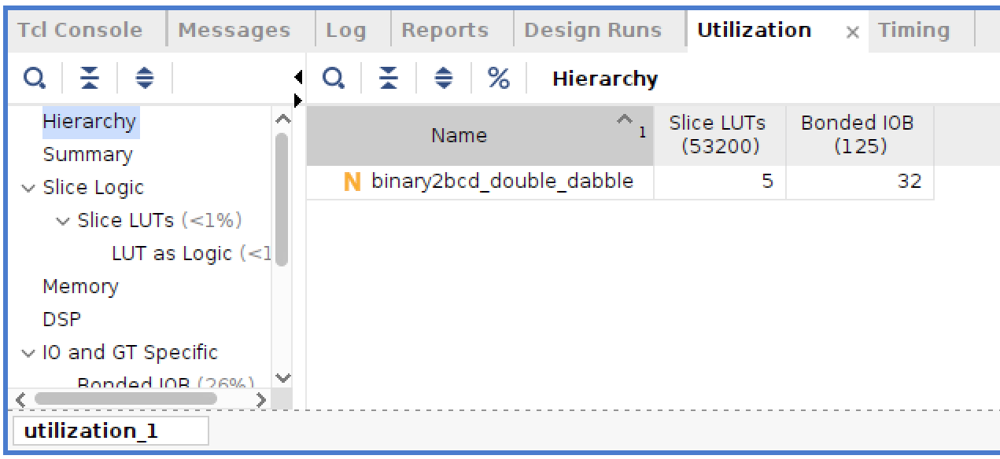 Tcl Console Messages Log Reports Design Runs Utilization × Timing
% Hierarchy
Hierarchy
Summary
Slice Logic
Slice LUTs (<1%)
LUT as Logic (<1
Memory
DSP
IO and GT Specific
Bonded IOB (26%)
Name 1 Slice LUTs (53200) Bonded IOB (125)
N binary2bcd_double_dabble 5 32
utilization_1